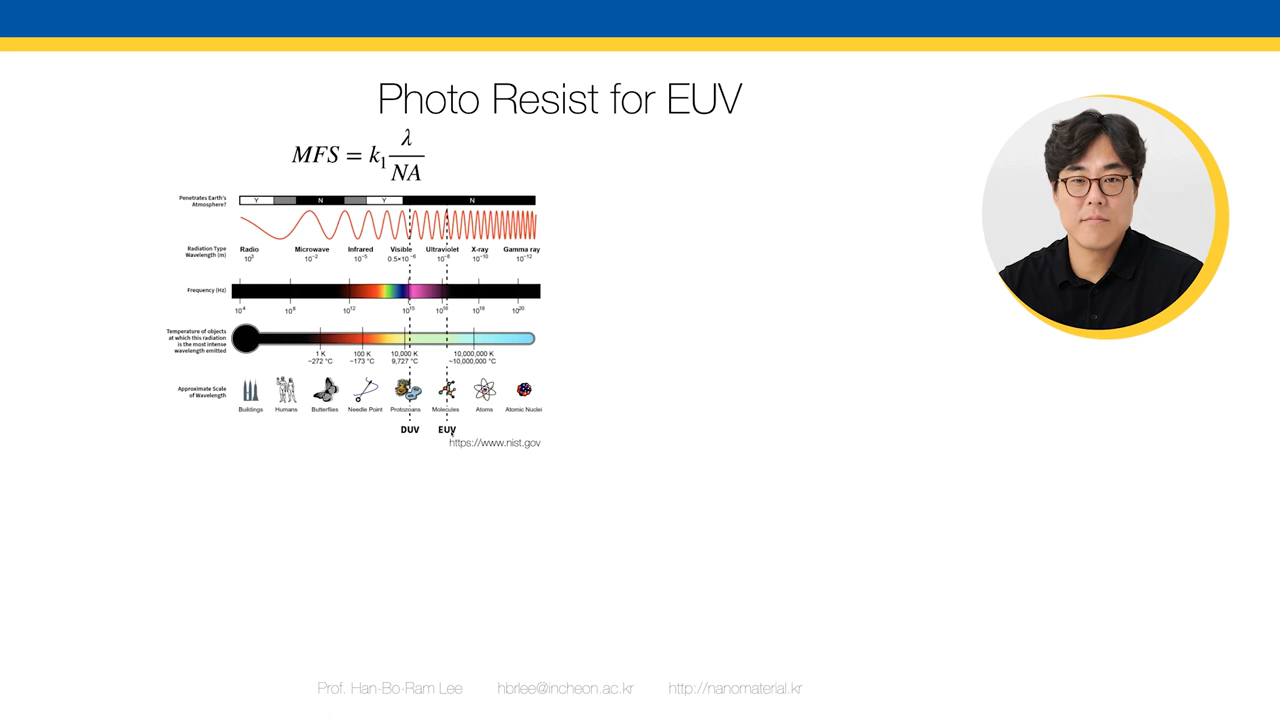 Photo Resist for EUV
MFS = k₁ λ/NA
Penetrates Earth's
Atmosphere?
Y N Y N
Radiation Type
Wavelength (m)
Radio Microwave Infrared Visible Ultraviolet X-ray Gamma ray
10³ 10⁻² 10⁻⁵ 0.5×10⁻⁶ 10⁻⁸ 10⁻¹⁰ 10⁻¹²
Frequency (Hz)
10⁴ 10⁸ 10¹² 10¹⁵ 10¹⁶ 10¹⁸ 10²⁰
Temperature of objects
at which this radiation
is the most intense
wavelength emitted
1 K 100 K 10,000 K 10,000,000 K
−272 °C −173 °C 9,727 °C ~10,000,000 °C
Approximate Scale
of Wavelength
Buildings Humans Butterflies Needle Point Protozoans Molecules Atoms Atomic Nuclei
DUV EUV
https://www.nist.gov
Prof. Han-Bo-Ram Lee hbrlee@incheon.ac.kr http://nanomaterial.kr